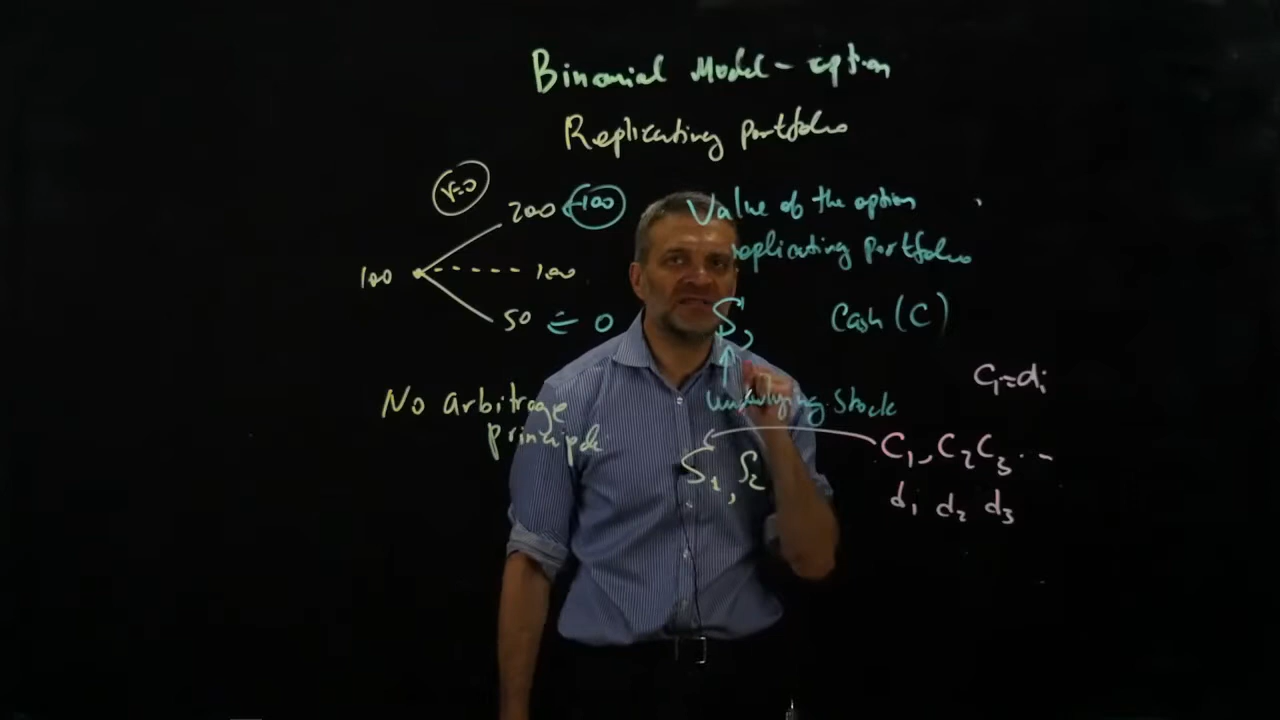 Binomial Model - option
Replicating portfolio
r=0
200 ← 100
100
100
50 ← 0
Value of the option
replicating portfolio
S, Cash (C)
underlying stock
No arbitrage
principle
C₁=d₁
S₁, S₂
C₁, C₂ C₃ ...
d₁ d₂ d₃